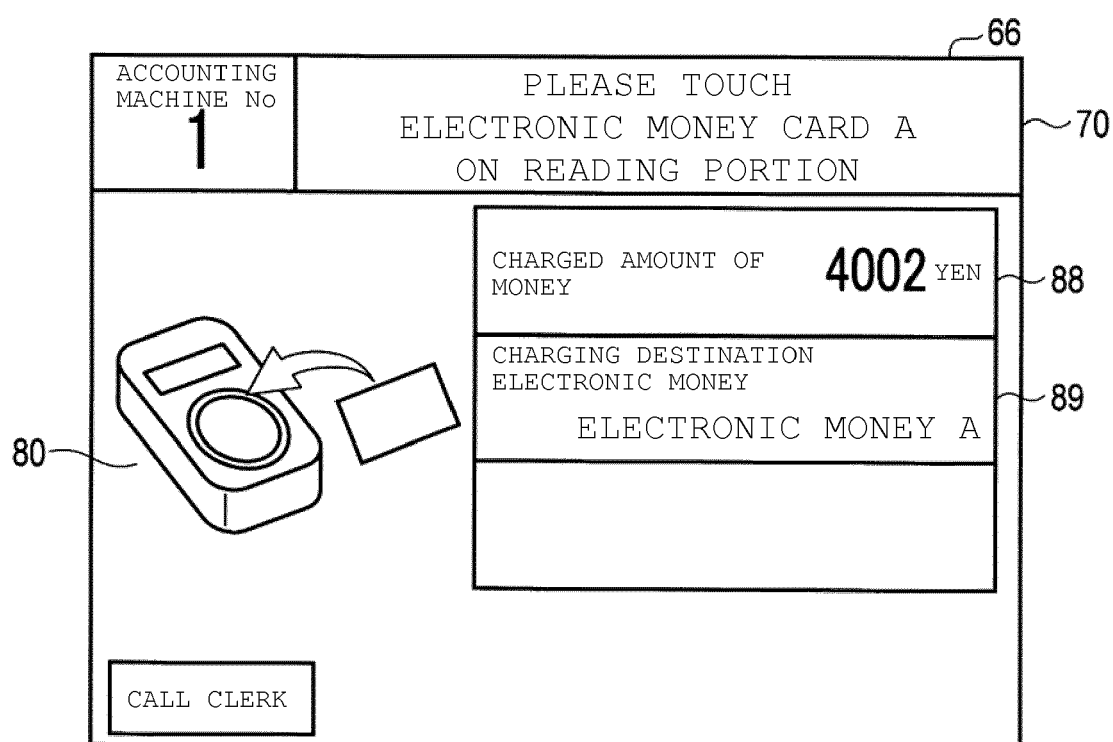 66
ACCOUNTING
MACHINE No
1
PLEASE TOUCH
ELECTRONIC MONEY CARD A
ON READING PORTION
70
CHARGED AMOUNT OF
MONEY
4002 YEN
88
CHARGING DESTINATION
ELECTRONIC MONEY
ELECTRONIC MONEY A
89
80
CALL CLERK